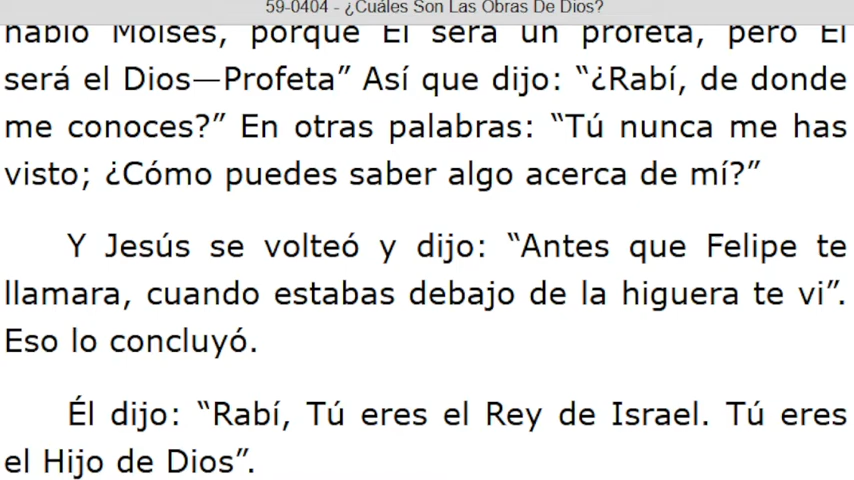 59-0404 - ¿Cuáles Son Las Obras De Dios?
habló Moisés, porque Él será un profeta, pero Él
será el Dios—Profeta” Así que dijo: “¿Rabí, de donde
me conoces?” En otras palabras: “Tú nunca me has
visto; ¿Cómo puedes saber algo acerca de mí?”
Y Jesús se volteó y dijo: “Antes que Felipe te
llamara, cuando estabas debajo de la higuera te vi”.
Eso lo concluyó.
Él dijo: “Rabí, Tú eres el Rey de Israel. Tú eres
el Hijo de Dios”.